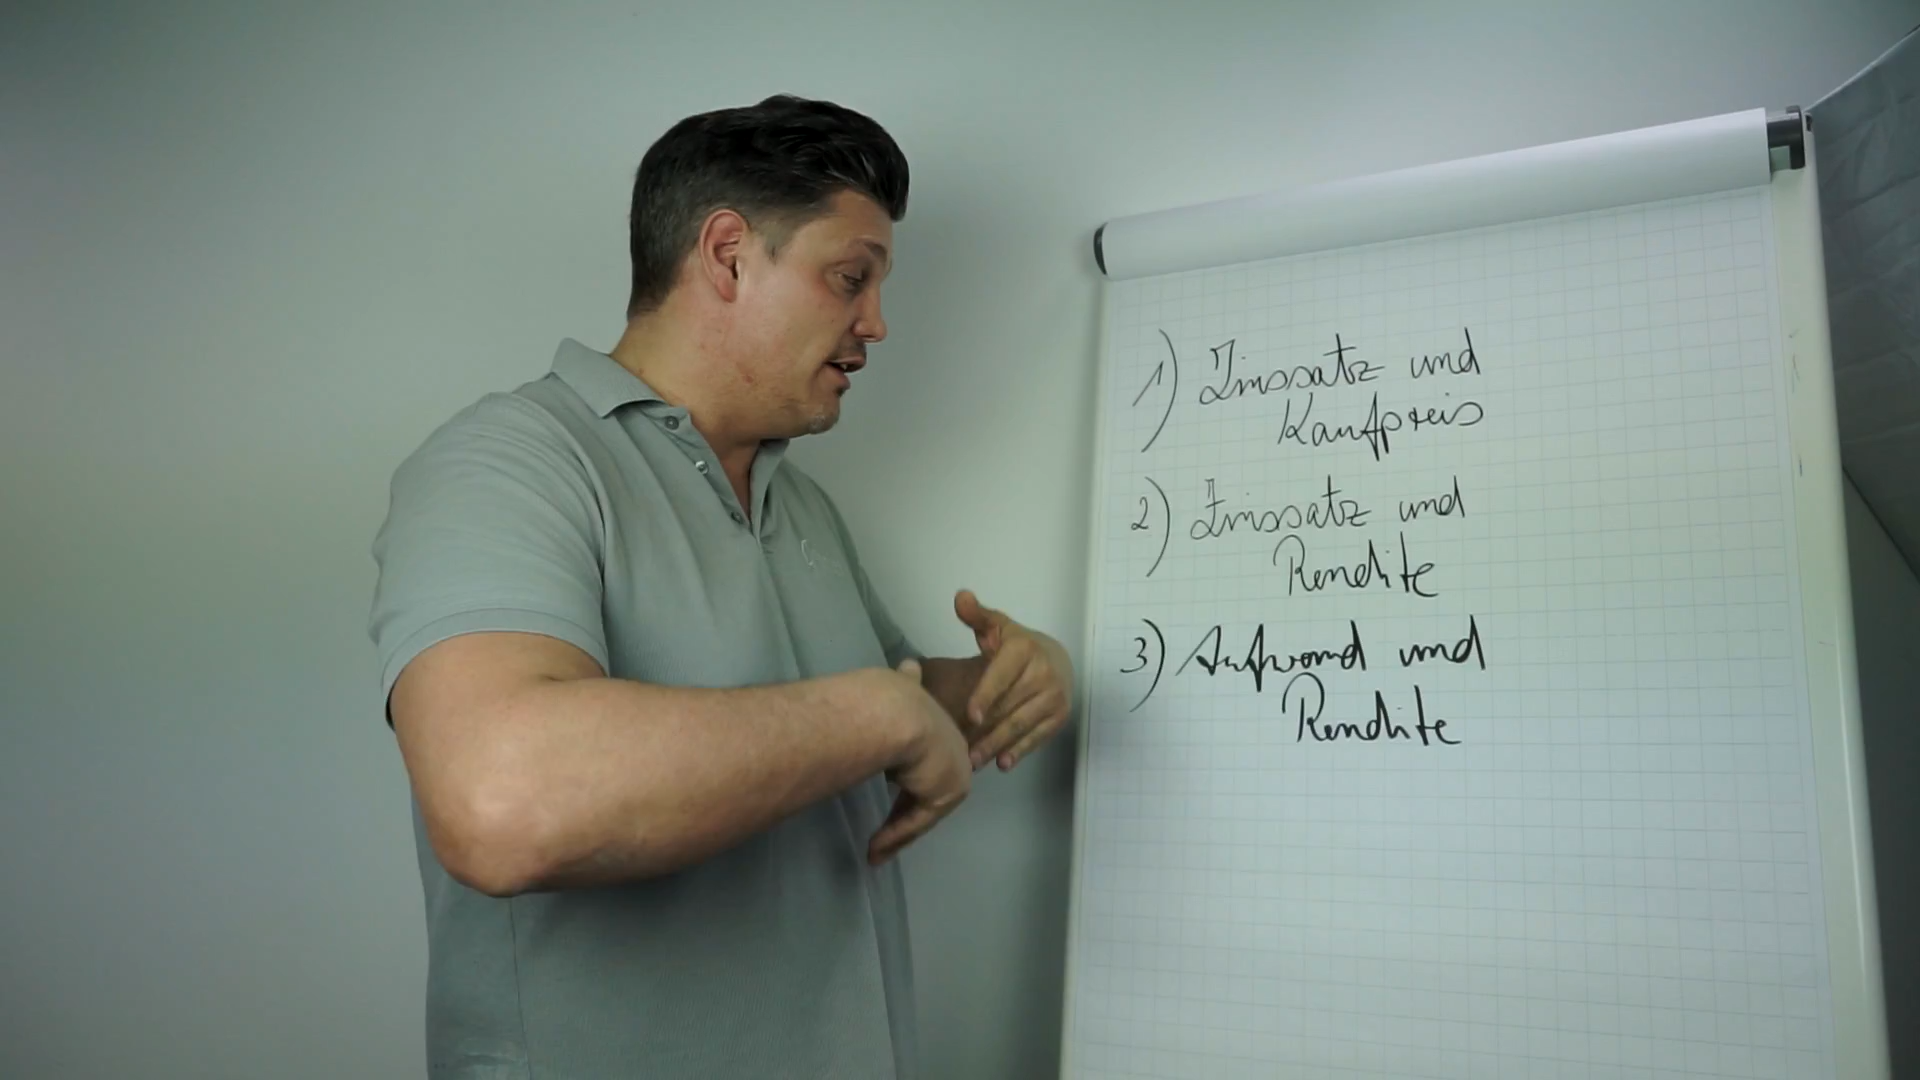 1) Zinssatz und
Kaufpreis
2) Zinssatz und
Rendite
3) Aufwand und
Rendite